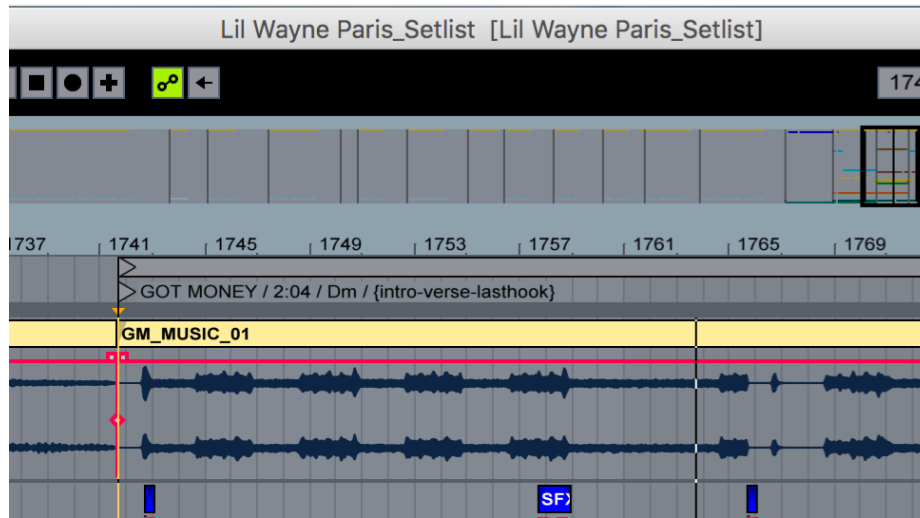 Lil Wayne Paris_Setlist [Lil Wayne Paris_Setlist]
174
1737 1741 1745 1749 1753 1757 1761 1765 1769
GOT MONEY / 2:04 / Dm / {intro-verse-lasthook}
GM_MUSIC_01
SFX